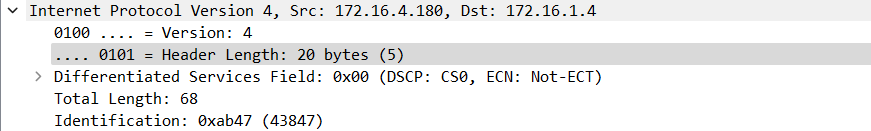 Internet Protocol Version 4, Src: 172.16.4.180, Dst: 172.16.1.4
0100 .... = Version: 4
.... 0101 = Header Length: 20 bytes (5)
Differentiated Services Field: 0x00 (DSCP: CS0, ECN: Not-ECT)
Total Length: 68
Identification: 0xab47 (43847)